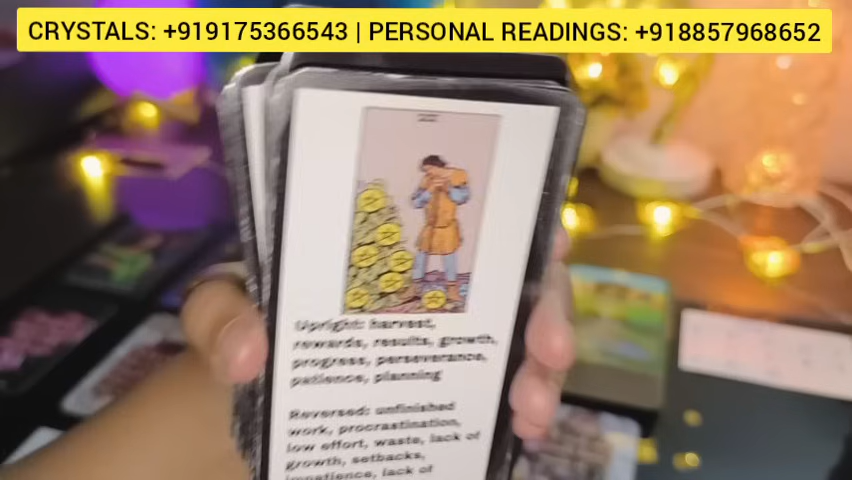 CRYSTALS: +919175366543 | PERSONAL READINGS: +918857968652
Upright: harvest,
rewards, results, growth,
progress, perseverance,
patience, planning
Reversed: unfinished
work, procrastination,
low effort, waste, lack of
growth, setbacks,
impatience, lack of